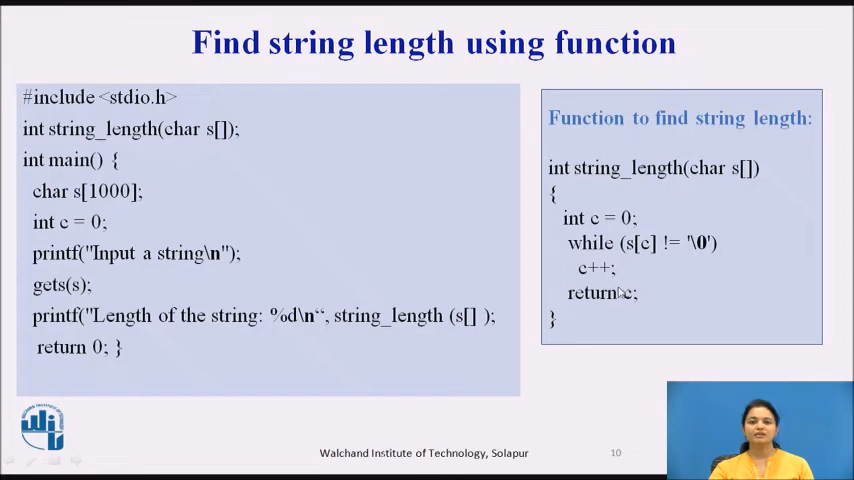 Find string length using function
#include <stdio.h>
int string_length(char s[]);
int main() {
char s[1000];
int c = 0;
printf("Input a string\n");
gets(s);
printf("Length of the string: %d\n“, string_length (s[] );
return 0; }
Function to find string length:
int string_length(char s[])
{
int c = 0;
while (s[c] != '\0')
c++;
return c;
}
Walchand Institute of Technology, Solapur
10